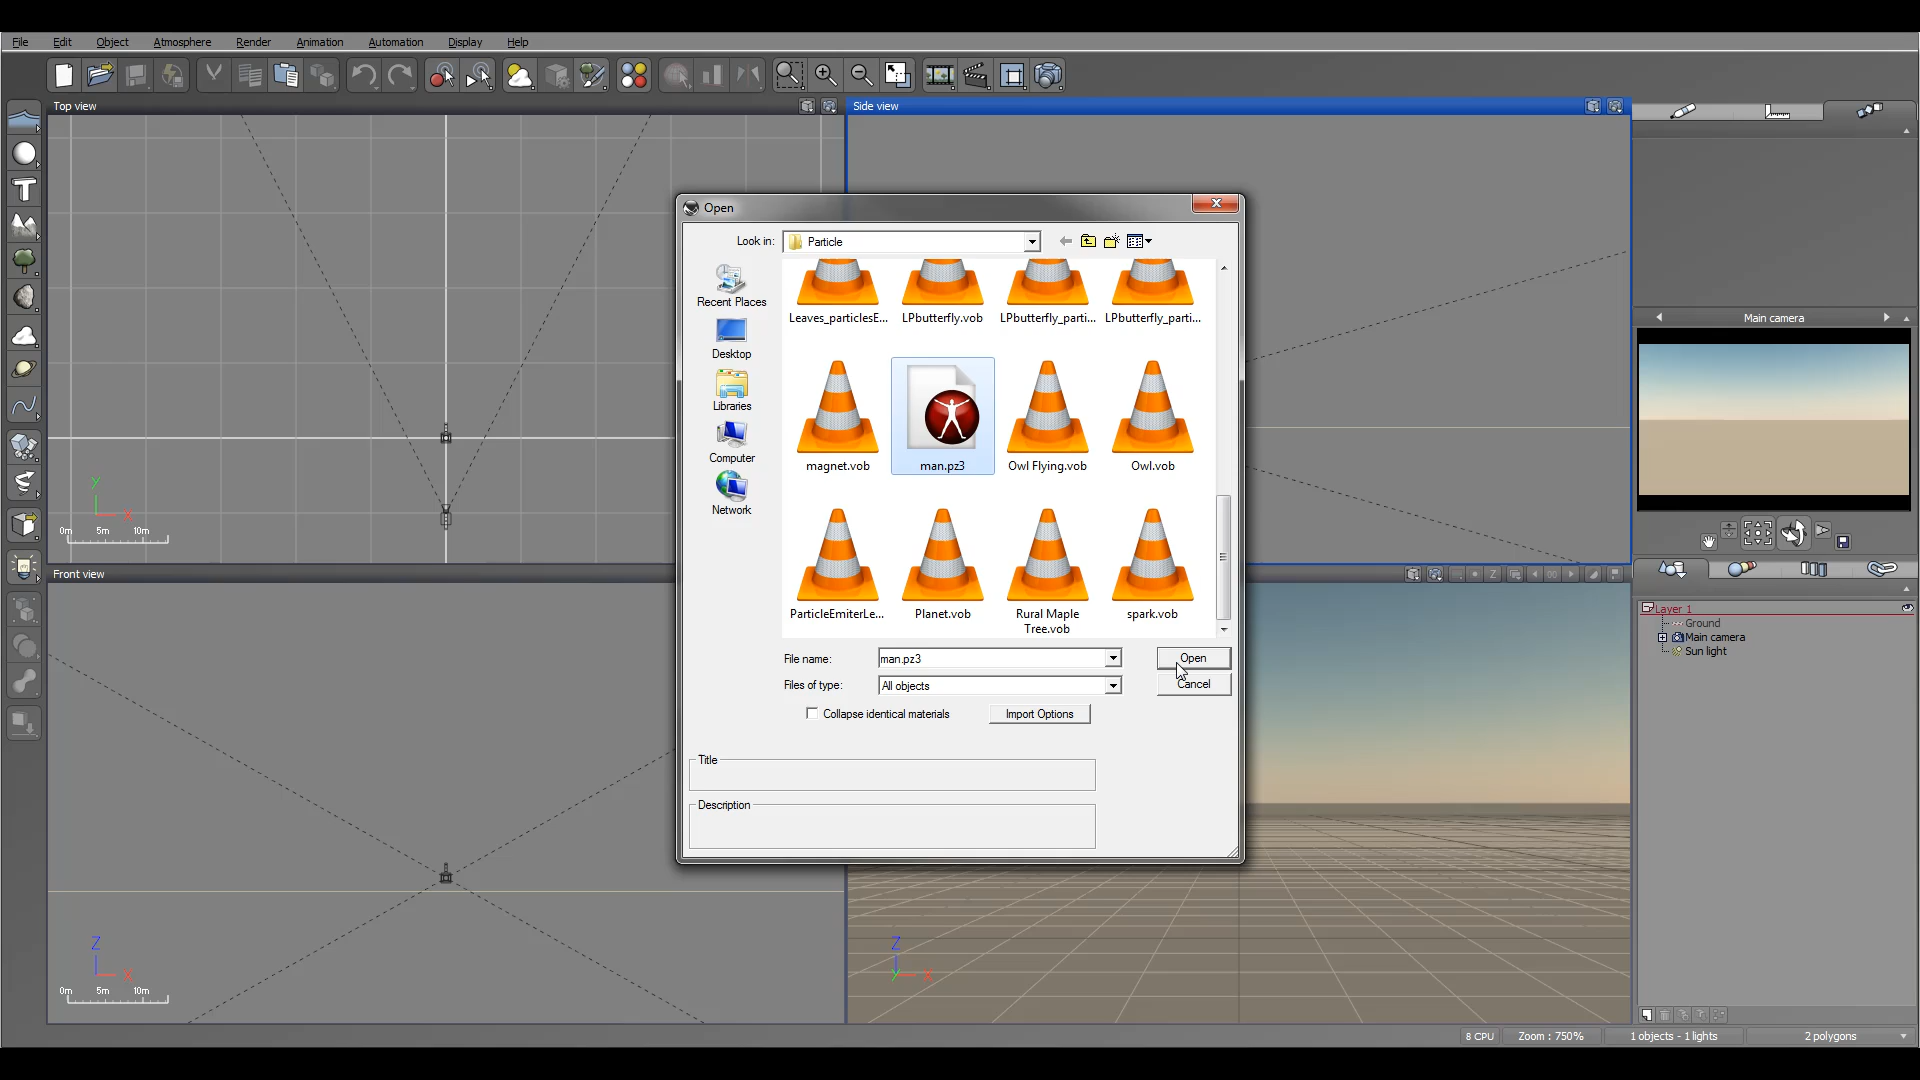 File Edit Object Atmosphere Render Animation Automation Display Help
Top view
Side view
Open
Look in: Particle
Recent Places
Desktop
Libraries
Computer
Network
Leaves_particlesE... LPbutterfly.vob LPbutterfly_parti... LPbutterfly_parti...
magnet.vob man.pz3 Owl Flying.vob Owl.vob
ParticleEmiterLe... Planet.vob Rural Maple Tree.vob spark.vob
File name: man.pz3 Open
Files of type: All objects Cancel
Collapse identical materials Import Options
Title
Description
Y
X
0m 5m 10m
Front view
Z
X
0m 5m 10m
Z
Y X
Main camera
Layer 1
Ground
Main camera
Sun light
8 CPU Zoom : 750% 1 objects - 1 lights 2 polygons